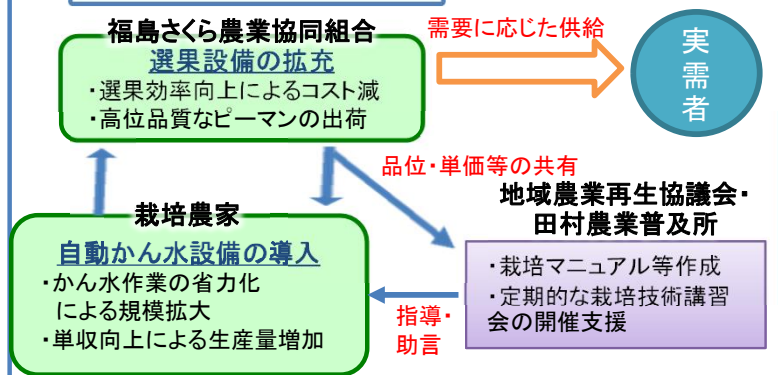 福島さくら農業協同組合
選果設備の拡充
・選果効率向上によるコスト減
・高位品質なピーマンの出荷
需要に応じた供給
実需者
品位・単価等の共有
地域農業再生協議会・
田村農業普及所
・栽培マニュアル等作成
・定期的な栽培技術講習
会の開催支援
指導・
助言
栽培農家
自動かん水設備の導入
・かん水作業の省力化
による規模拡大
・単収向上による生産量増加